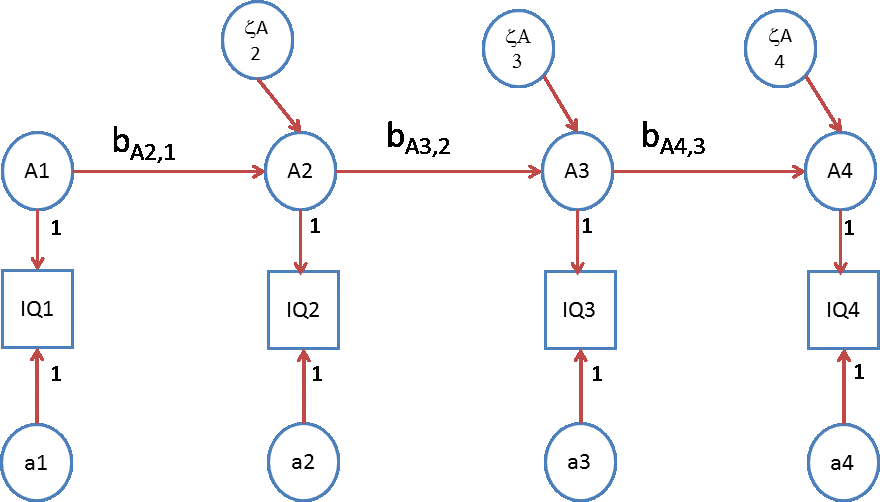 ζA
2
ζA
3
ζA
4
bA2,1
bA3,2
bA4,3
A1
A2
A3
A4
1
1
1
1
IQ1
IQ2
IQ3
IQ4
1
1
1
1
a1
a2
a3
a4